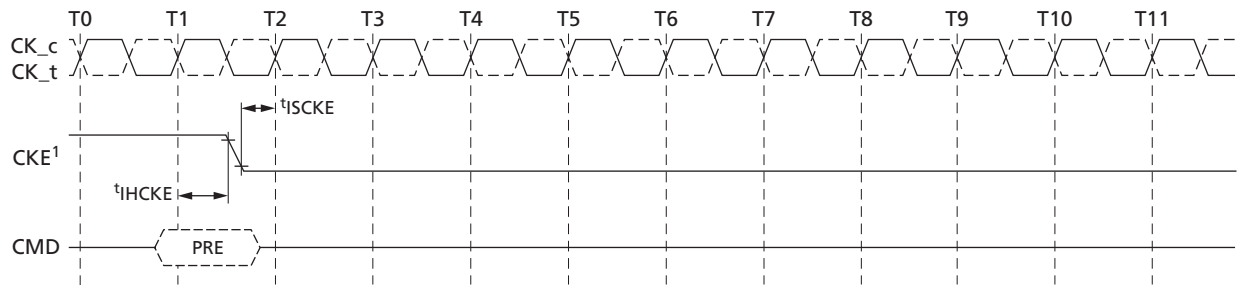 T0 T1 T2 T3 T4 T5 T6 T7 T8 T9 T10 T11
CK_c
CK_t
tISCKE
CKE1
tIHCKE
CMD PRE